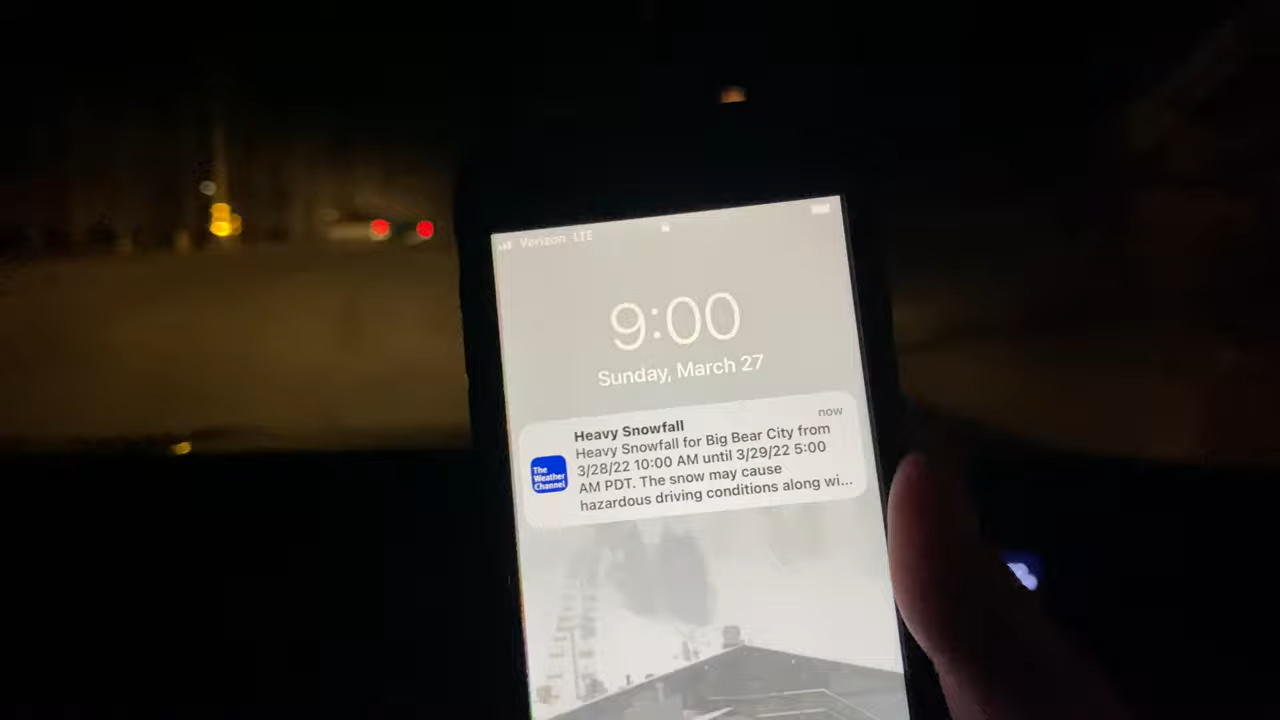 Verizon LTE
9:00
Sunday, March 27
Heavy Snowfall
now
Heavy Snowfall for Big Bear City from
3/28/22 10:00 AM until 3/29/22 5:00
AM PDT. The snow may cause
hazardous driving conditions along wi...
The
Weather
Channel